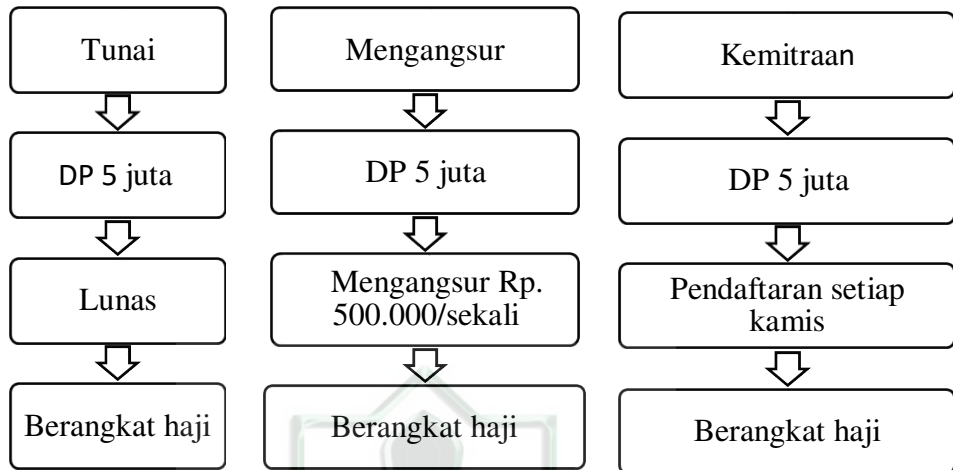 Tunai
DP 5 juta
Lunas
Berangkat haji
Mengangsur
DP 5 juta
Mengangsur Rp.
500.000/sekali
Berangkat haji
Kemitraan
DP 5 juta
Pendaftaran setiap
kamis
Berangkat haji